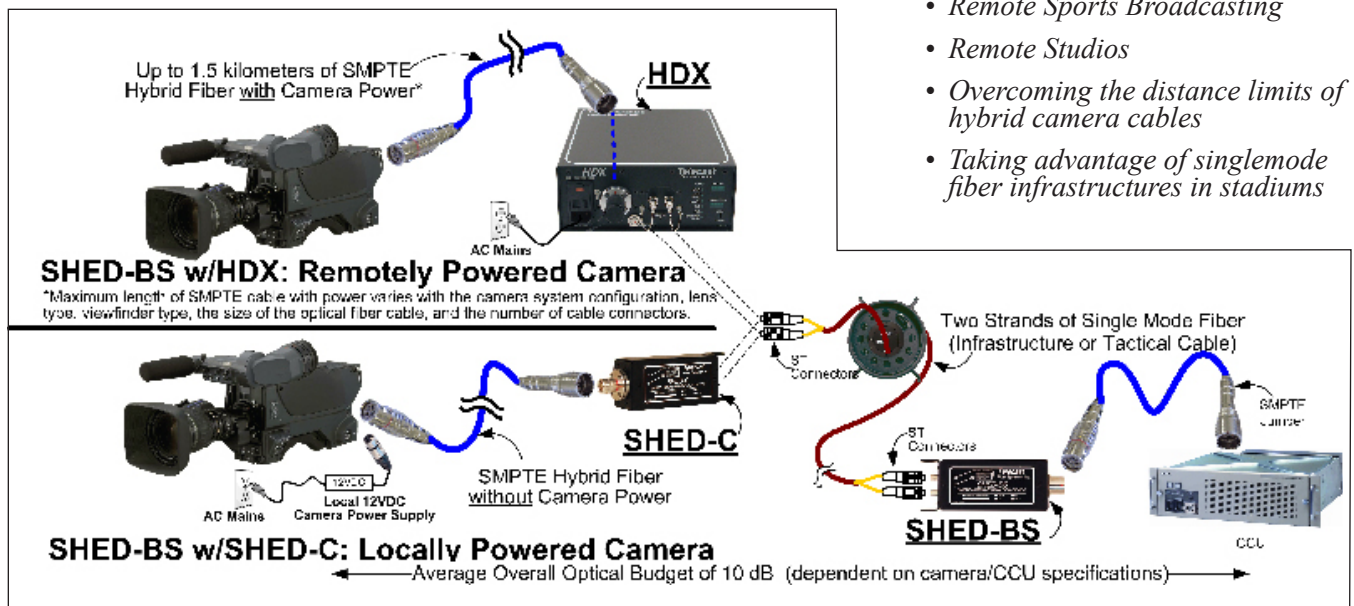 • Remote Sports Broadcasting
• Remote Studios
• Overcoming the distance limits of
hybrid camera cables
• Taking advantage of singlemode
fiber infrastructures in stadiums
Up to 1.5 kilometers of SMPTE
Hybrid Fiber with Camera Power*
HDX
HDX
Telecast
AC Mains
SHED-BS w/HDX: Remotely Powered Camera
*Maximum length of SMPTE cable with power varies with the camera system configuration, lens
type, viewfinder type, the size of the optical fiber cable, and the number of cable connectors.
Two Strands of Single Mode Fiber
(Infrastructure or Tactical Cable)
ST
Connectors
SHED-C
SMPTE
Jumper
ST
Connectors
SMPTE Hybrid Fiber
without Camera Power
12VDC
Local 12VDC
Camera Power Supply
AC Mains
SHED-BS
CCU
SHED-BS w/SHED-C: Locally Powered Camera
Average Overall Optical Budget of 10 dB (dependent on camera/CCU specifications)